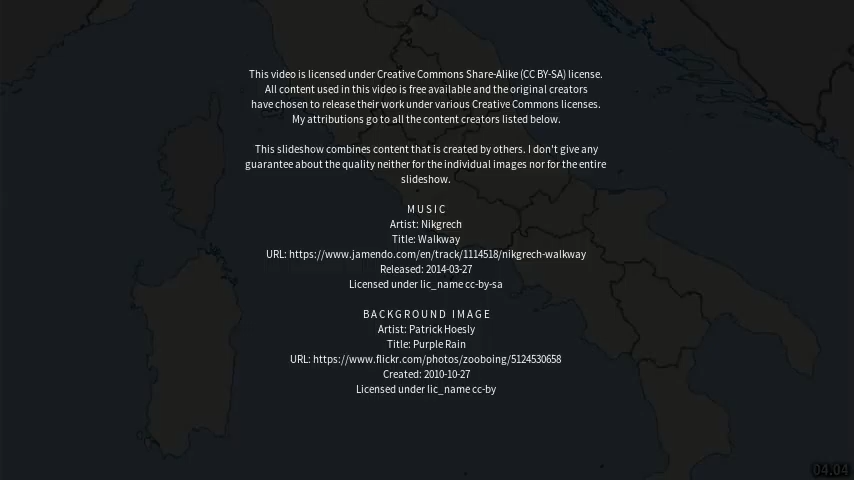 This video is licensed under Creative Commons Share-Alike (CC BY-SA) license.
All content used in this video is free available and the original creators
have chosen to release their work under various Creative Commons licenses.
My attributions go to all the content creators listed below.
This slideshow combines content that is created by others. I don't give any
guarantee about the quality neither for the individual images nor for the entire
slideshow.
MUSIC
Artist: Nikgrech
Title: Walkway
URL: https://www.jamendo.com/en/track/1114518/nikgrech-walkway
Released: 2014-03-27
Licensed under lic_name cc-by-sa
BACKGROUND IMAGE
Artist: Patrick Hoesly
Title: Purple Rain
URL: https://www.flickr.com/photos/zooboing/5124530658
Created: 2010-10-27
Licensed under lic_name cc-by
04.04